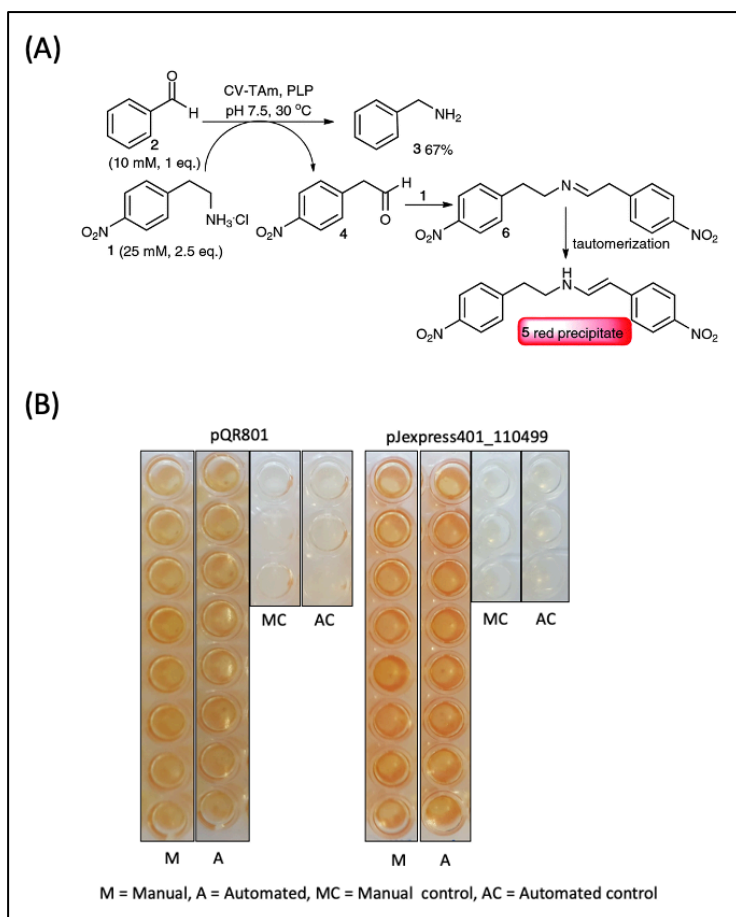 (A)
O
H
2
(10 mM, 1 eq.)
CV-TAm, PLP
pH 7.5, 30 °C
NH₂
3 67%
O₂N
NH₃·Cl
1 (25 mM, 2.5 eq.)
H
O
O₂N
4
1
N
O₂N
6
NO₂
tautomerization
H
N
O₂N
5 red precipitate
NO₂
(B)
pQR801
pJexpress401_110499
MC
AC
MC
AC
M
A
M
A
M = Manual, A = Automated, MC = Manual control, AC = Automated control